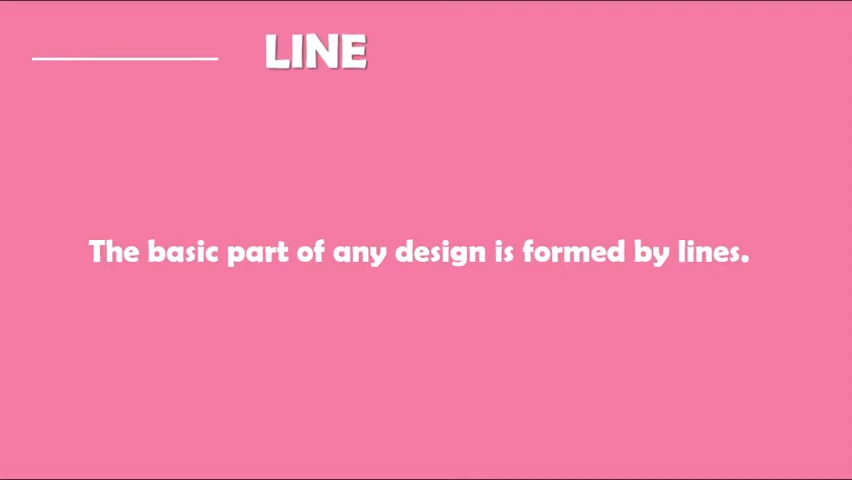 LINE
The basic part of any design is formed by lines.